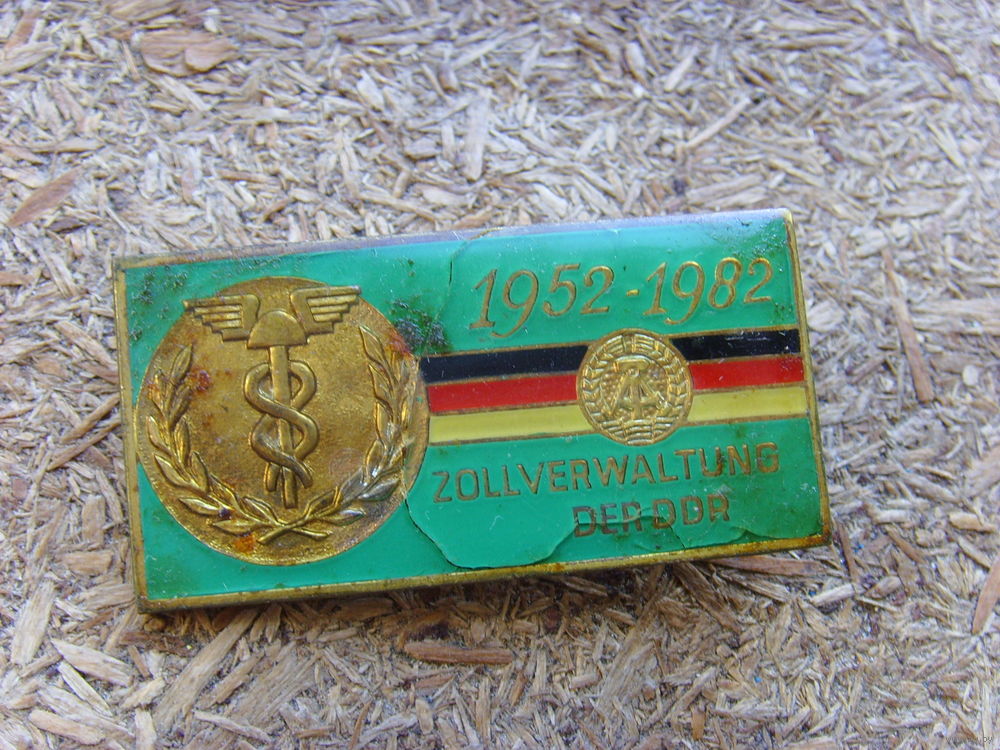 1952-1982
ZOLLVERWALTUNG
DER DDR